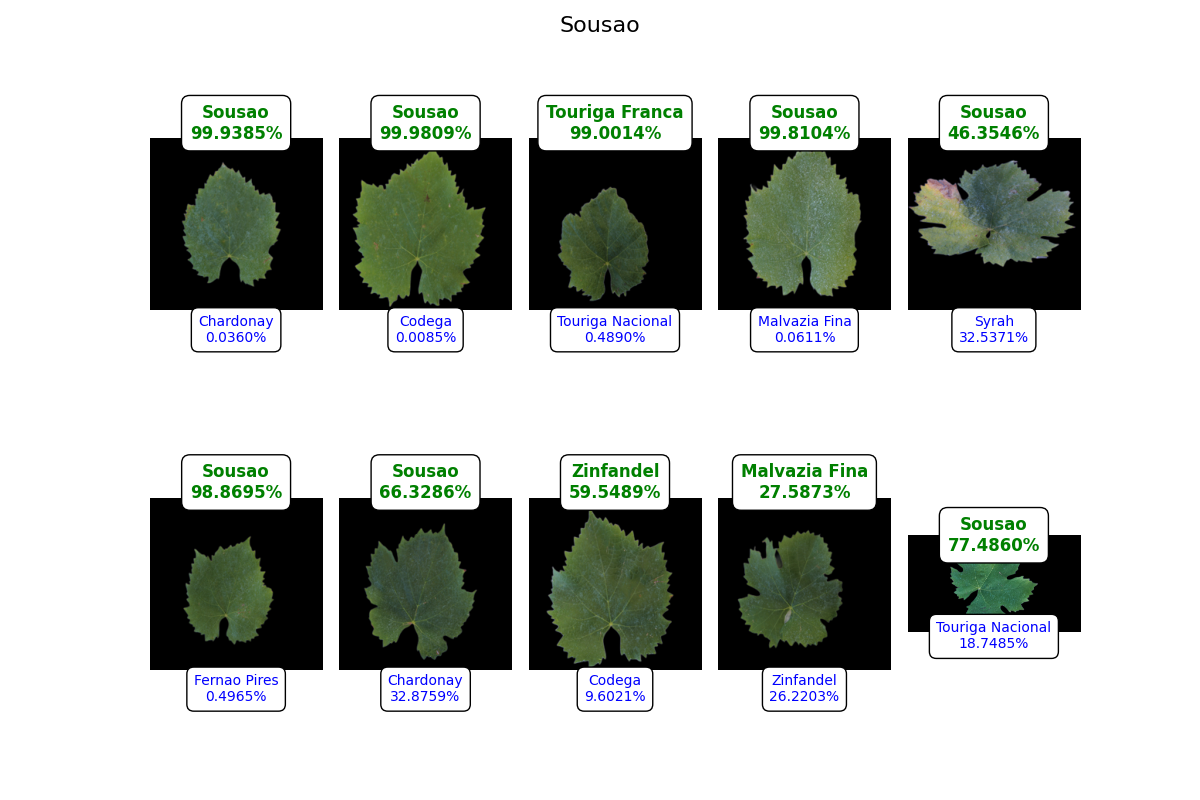 Sousao
Sousao
99.9385%
Sousao
99.9809%
Touriga Franca
99.0014%
Sousao
99.8104%
Sousao
46.3546%
Chardonay
0.0360%
Codega
0.0085%
Touriga Nacional
0.4890%
Malvazia Fina
0.0611%
Syrah
32.5371%
Sousao
98.8695%
Sousao
66.3286%
Zinfandel
59.5489%
Malvazia Fina
27.5873%
Sousao
77.4860%
Fernao Pires
0.4965%
Chardonay
32.8759%
Codega
9.6021%
Zinfandel
26.2203%
Touriga Nacional
18.7485%